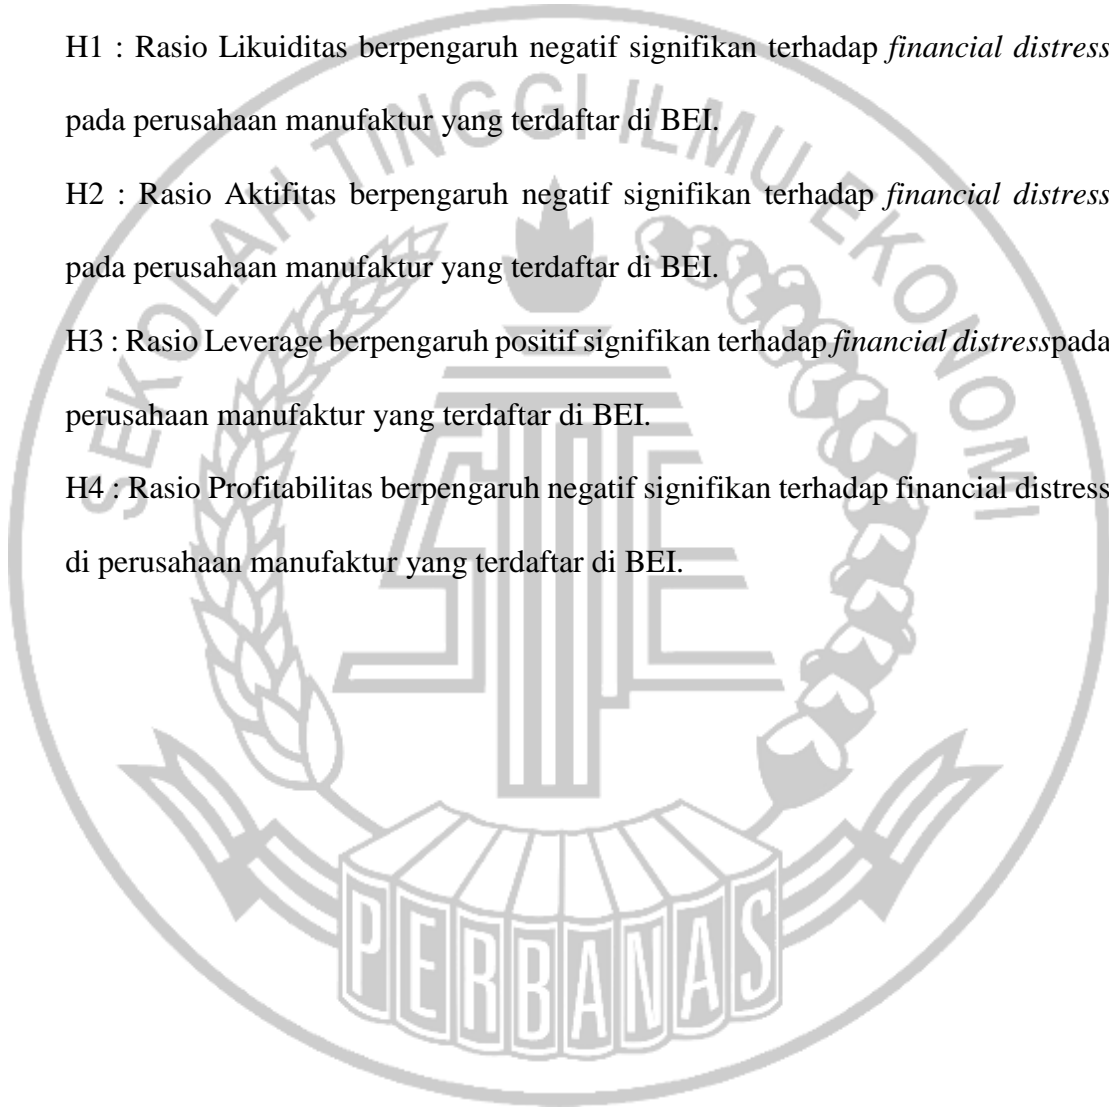 H1 : Rasio Likuiditas berpengaruh negatif signifikan terhadap financial distress
pada perusahaan manufaktur yang terdaftar di BEI.
H2 : Rasio Aktifitas berpengaruh negatif signifikan terhadap financial distress
pada perusahaan manufaktur yang terdaftar di BEI.
H3 : Rasio Leverage berpengaruh positif signifikan terhadap financial distresspada
perusahaan manufaktur yang terdaftar di BEI.
H4 : Rasio Profitabilitas berpengaruh negatif signifikan terhadap financial distress
di perusahaan manufaktur yang terdaftar di BEI.
SEKOLAH TINGGI ILMU EKONOMI
PERBANAS